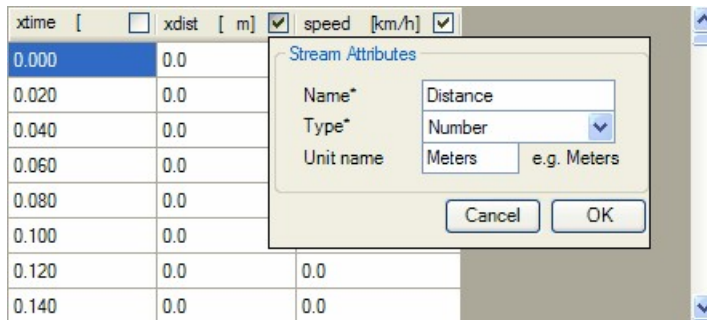 xtime [ xdist [ m] speed [km/h]
0.000 0.0 Stream Attributes
0.020 0.0 Name* Distance
0.040 0.0 Type* Number
0.060 0.0 Unit name Meters e.g. Meters
0.080 0.0
0.100 0.0 Cancel OK
0.120 0.0 0.0
0.140 0.0 0.0